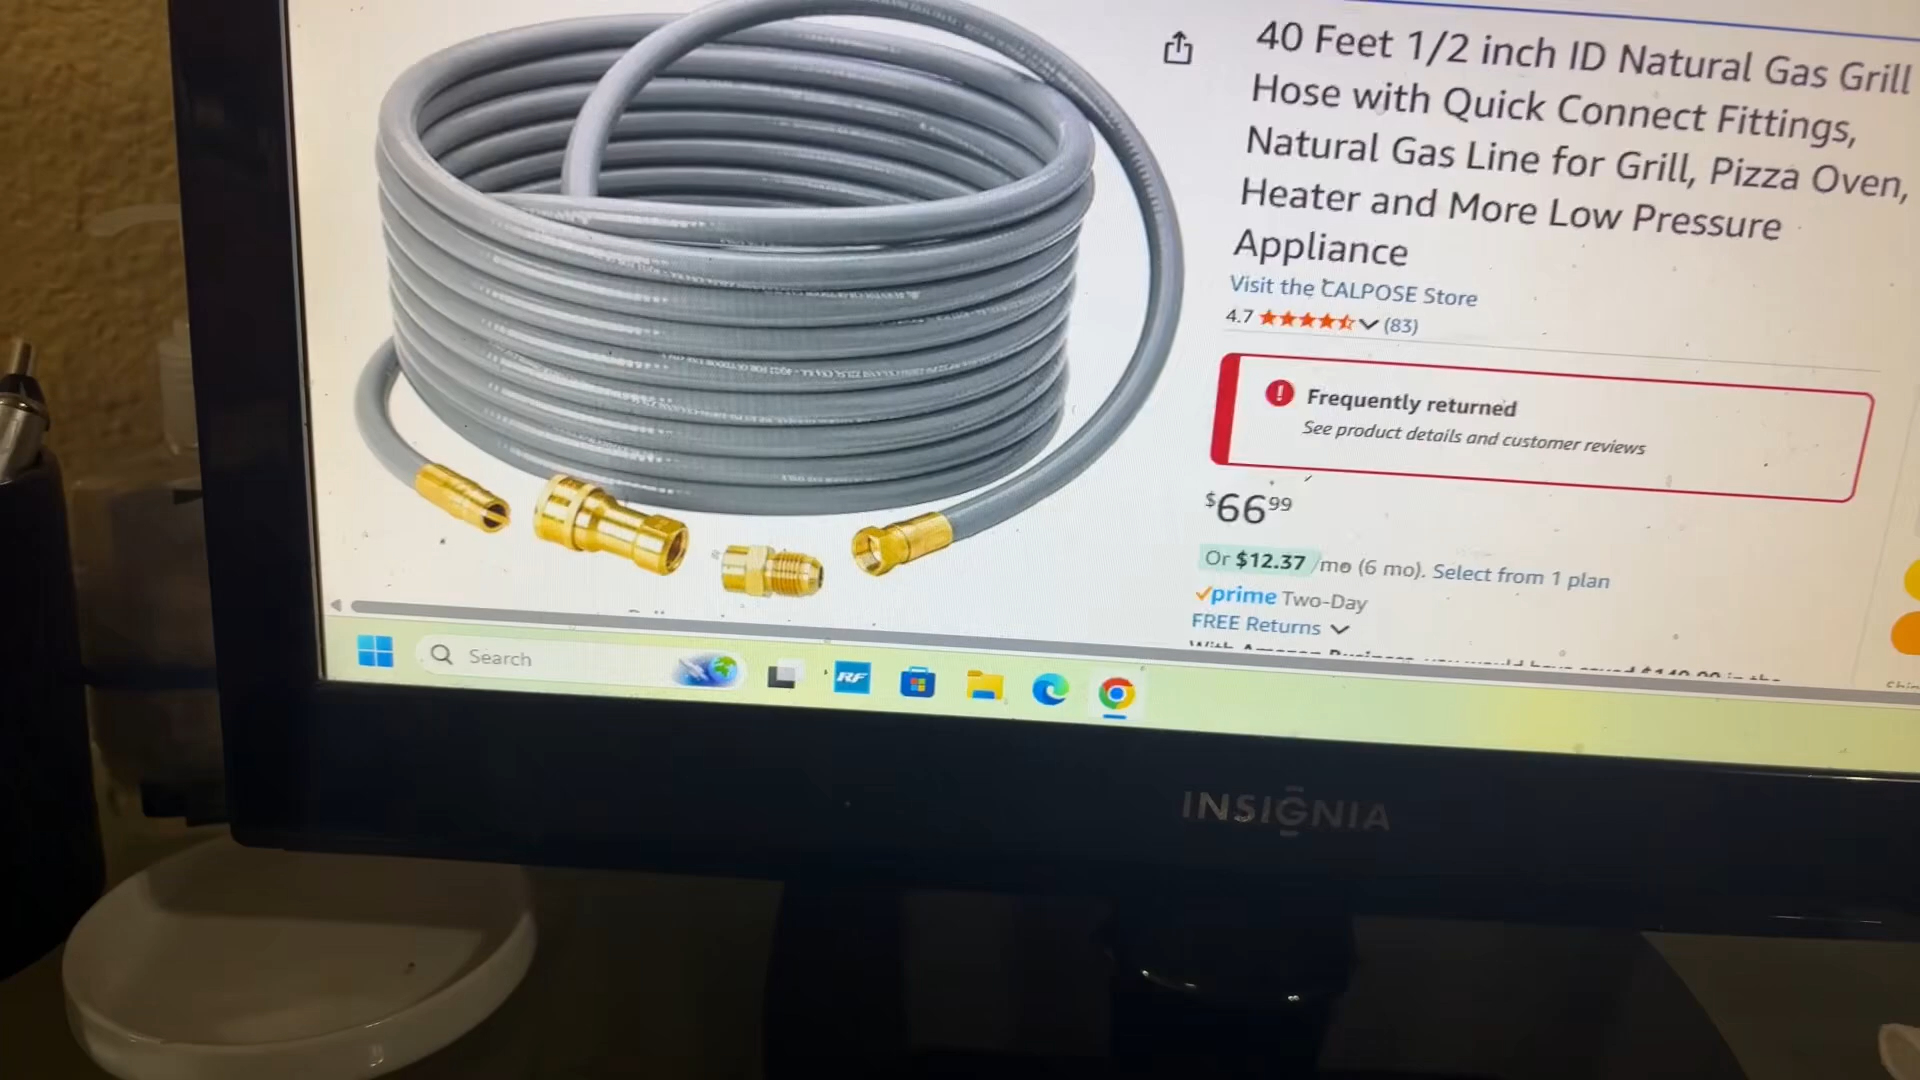 40 Feet 1/2 inch ID Natural Gas Grill
Hose with Quick Connect Fittings,
Natural Gas Line for Grill, Pizza Oven,
Heater and More Low Pressure
Appliance
Visit the CALPOSE Store
4.7 (83)
Frequently returned
See product details and customer reviews
$66.99
Or $12.37 /mo (6 mo). Select from 1 plan
prime Two-Day
FREE Returns
Search
RF
INSIGNIA